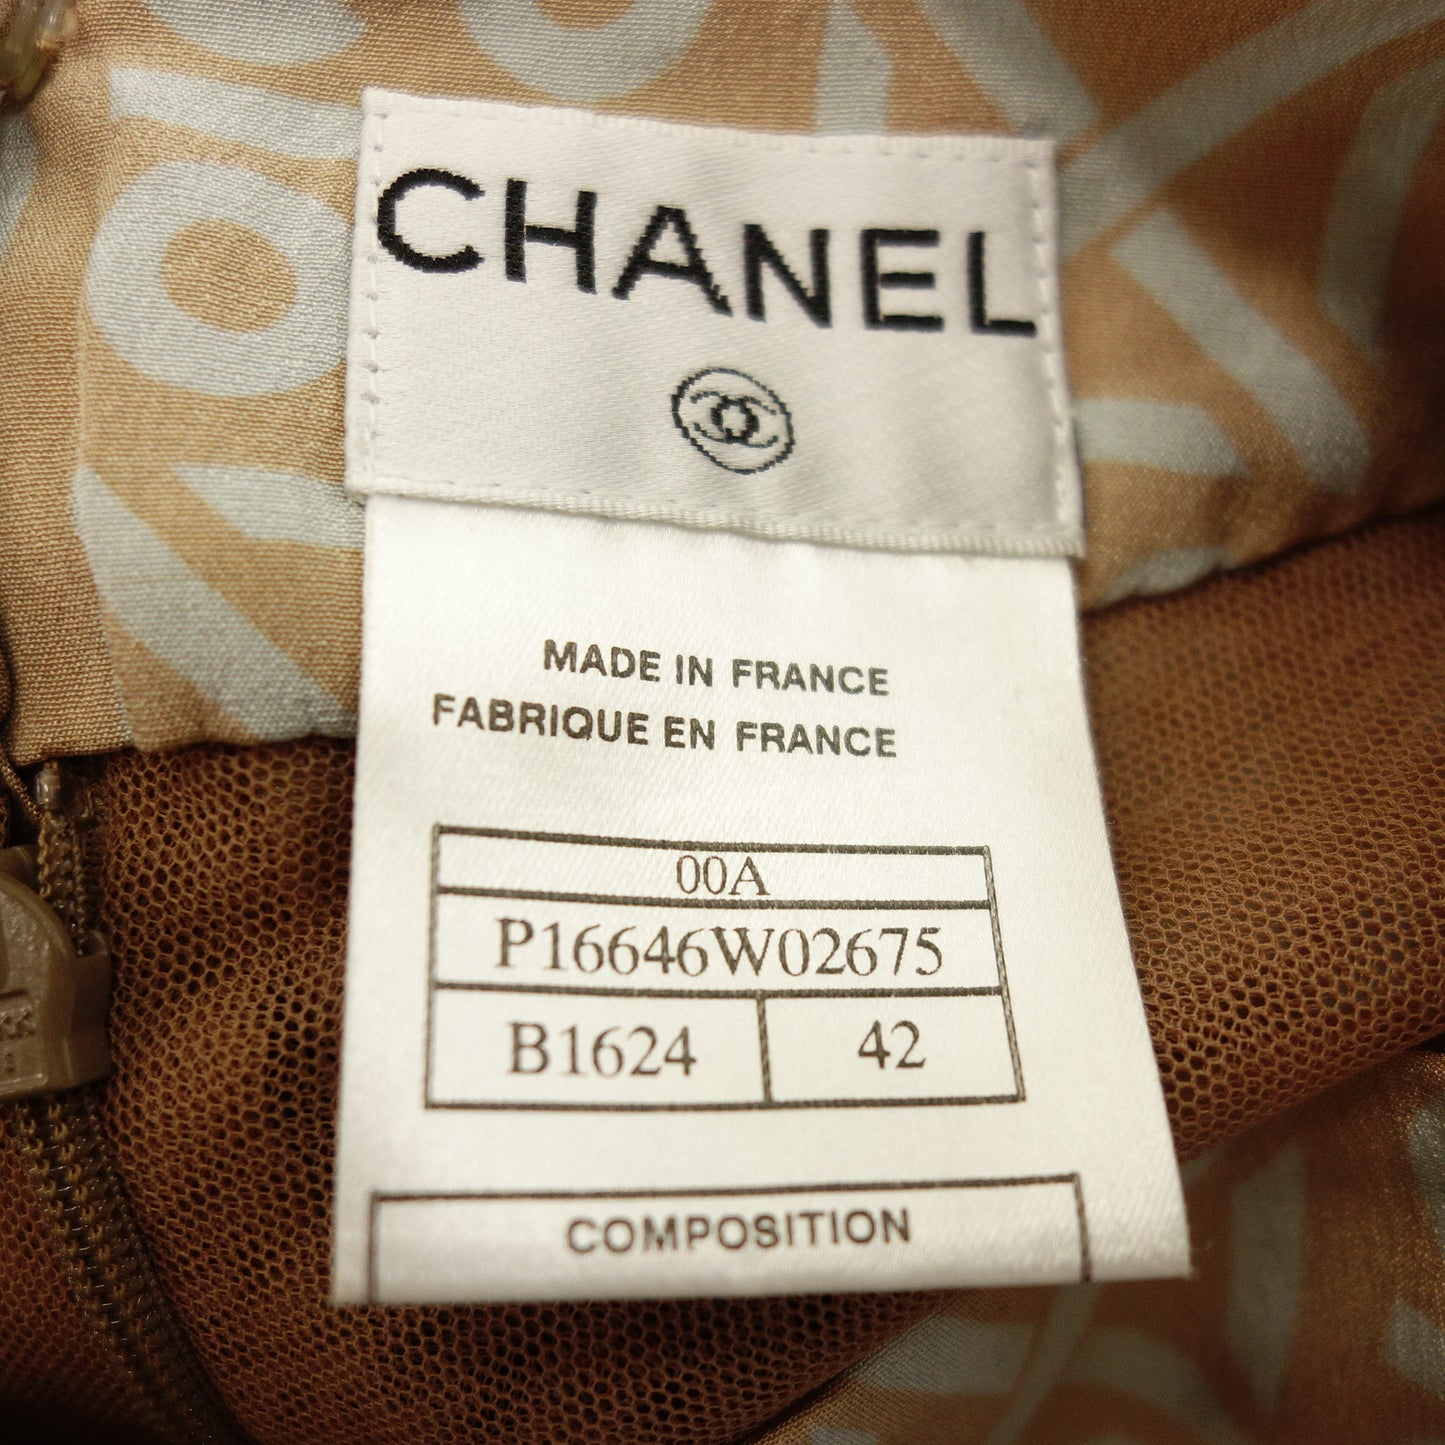 CHANEL
MADE IN FRANCE
FABRIQUE EN FRANCE
00A
P16646W02675
B1624 42
COMPOSITION